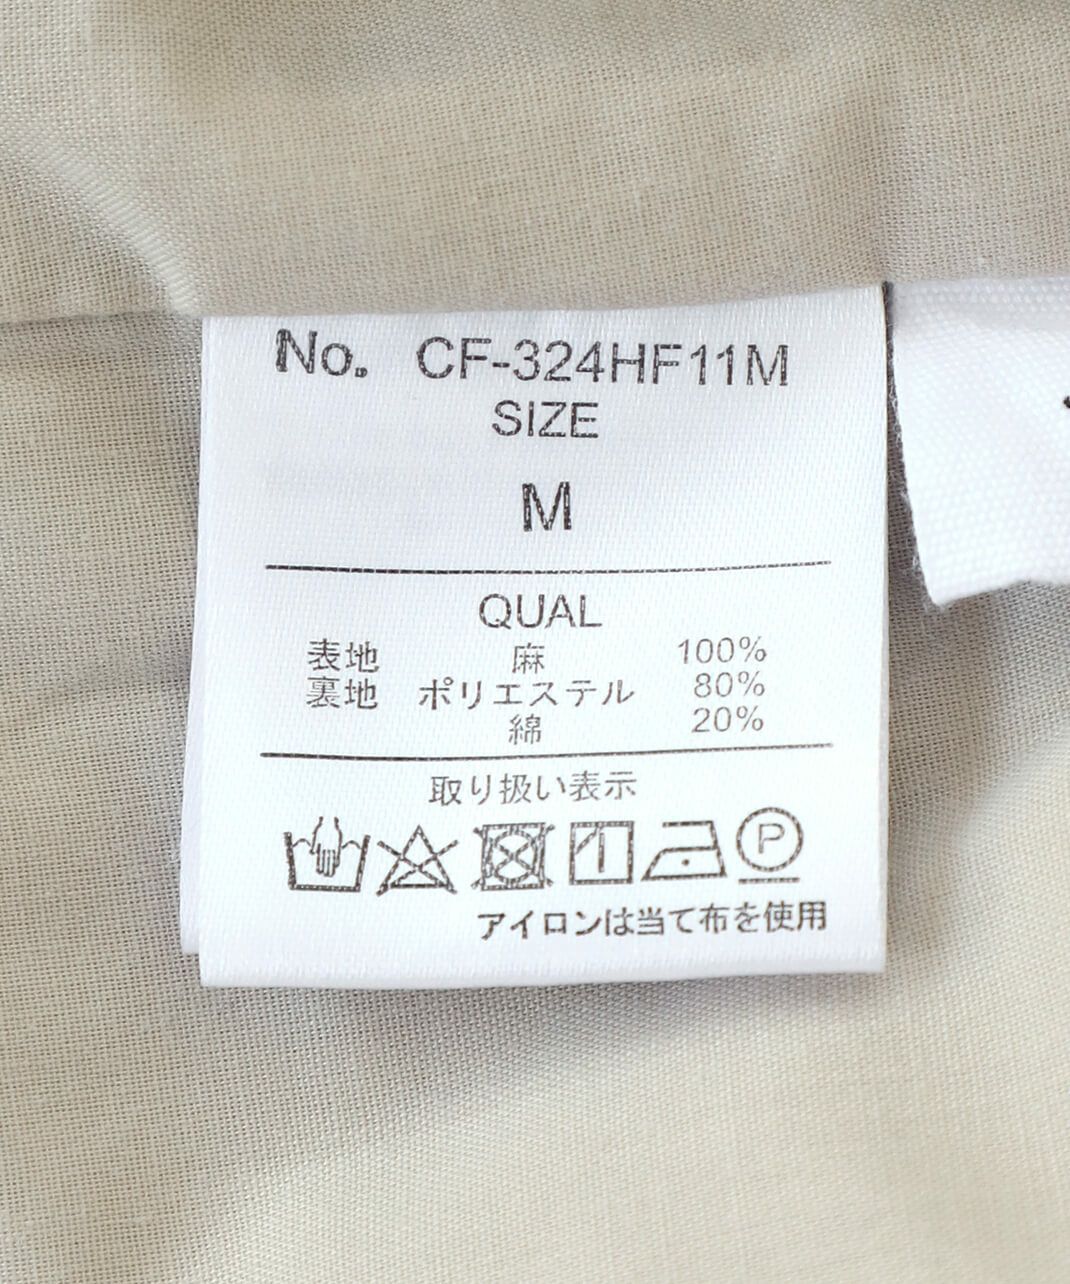 No. CF-324HF11M
SIZE
M
QUAL
表地 麻 100%
裏地 ポリエステル 80%
綿 20%
取り扱い表示
P
アイロンは当て布を使用